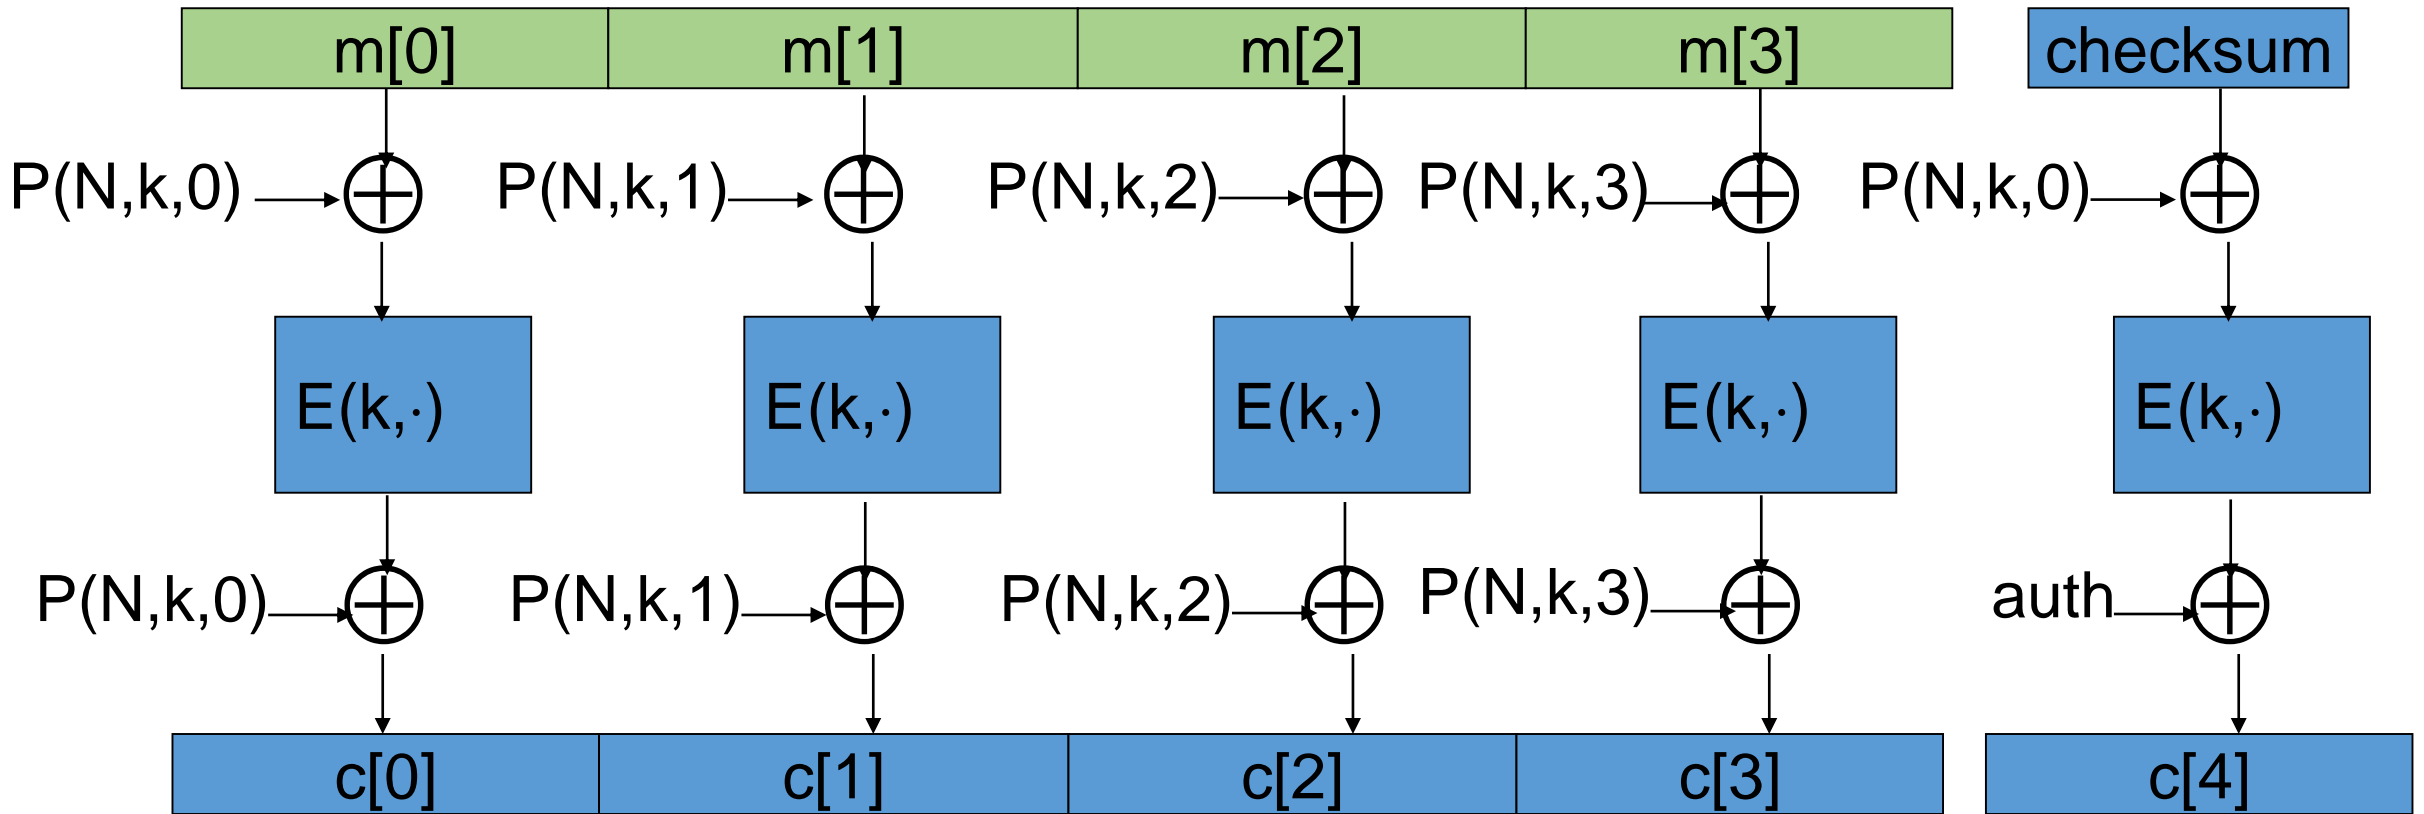 m[0] m[1] m[2] m[3] checksum
P(N,k,0) P(N,k,1) P(N,k,2) P(N,k,3) P(N,k,0)
E(k,·) E(k,·) E(k,·) E(k,·) E(k,·)
P(N,k,0) P(N,k,1) P(N,k,2) P(N,k,3) auth
c[0] c[1] c[2] c[3] c[4]